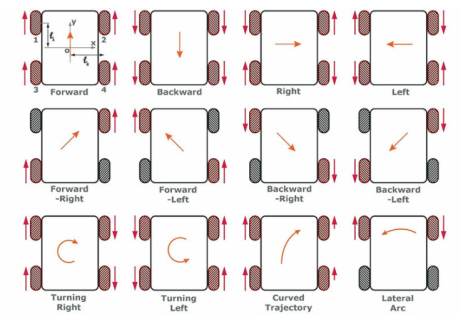 y
1
2
ℓ
x
o
ℓ
3
4
Forward
Backward
Right
Left
Forward
-Right
Forward
-Left
Backward
-Right
Backward
-Left
Turning
Right
Turning
Left
Curved
Trajectory
Lateral
Arc